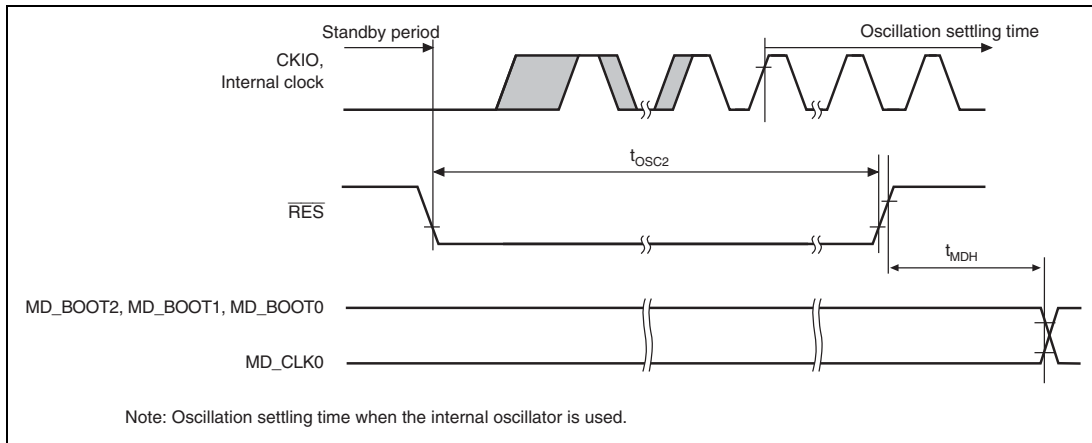 Standby period
Oscillation settling time
CKIO,
Internal clock
tOSC2
RES
tMDH
MD_BOOT2, MD_BOOT1, MD_BOOT0
MD_CLK0
Note: Oscillation settling time when the internal oscillator is used.